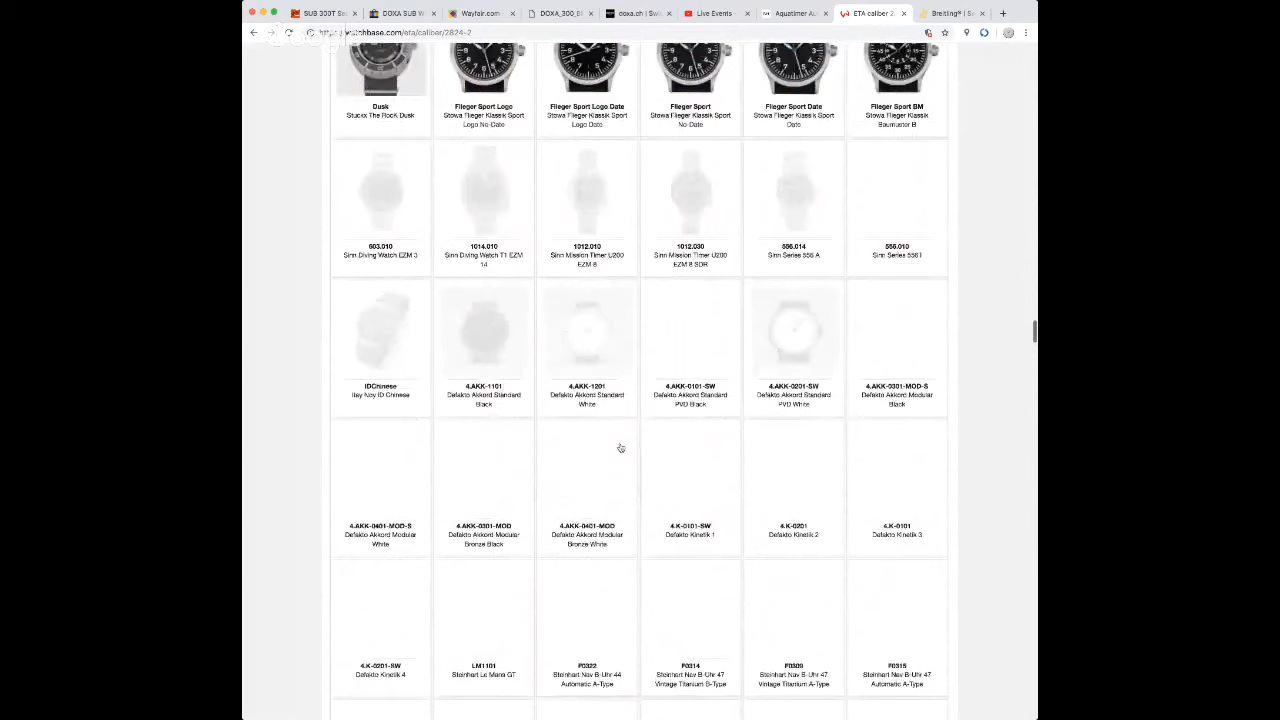 SUB 300T Se
DOXA SUB W
Wayfair.com -
DOXA_300_B
doxa.ch | Sw
Live Events
Aquatimer Au
ETA caliber 2
Breitling® | S
https://watchbase.com/eta/caliber/2824-2
Dusk
Stuckx The Rock Dusk
Flieger Sport Logo
Stowa Flieger Klassik Sport
Logo No-Date
Flieger Sport Logo Date
Stowa Flieger Klassik Sport
Logo Date
Flieger Sport
Stowa Flieger Klassik Sport
No-Date
Flieger Sport Date
Stowa Flieger Klassik Sport
Date
Flieger Sport BM
Stowa Flieger Klassik
Baumuster B
603.010
Sinn Diving Watch EZM 3
1014.010
Sinn Diving Watch T1 EZM
14
1012.010
Sinn Mission Timer U200
EZM 8
1012.030
Sinn Mission Timer U200
EZM 8 SDR
556.014
Sinn Series 556 A
556.010
Sinn Series 556 I
IDChinese
Itay Noy ID Chinese
4.AKK-1101
Defakto Akkord Standard
Black
4.AKK-1201
Defakto Akkord Standard
White
4.AKK-0101-SW
Defakto Akkord Standard
PVD Black
4.AKK-0201-SW
Defakto Akkord Standard
PVD White
4.AKK-0301-MOD-S
Defakto Akkord Modular
Black
4.AKK-0401-MOD-S
Defakto Akkord Modular
White
4.AKK-0301-MOD
Defakto Akkord Modular
Bronze Black
4.AKK-0401-MOD
Defakto Akkord Modular
Bronze White
4.K-0101-SW
Defakto Kinetik 1
4.K-0201
Defakto Kinetik 2
4.K-0101
Defakto Kinetik 3
4.K-0201-SW
Defakto Kinetik 4
LM1101
Steinhart Le Mans GT
F0322
Steinhart Nav B-Uhr 44
Automatic A-Type
F0314
Steinhart Nav B-Uhr 47
Vintage Titanium B-Type
F0309
Steinhart Nav B-Uhr 47
Vintage Titanium A-Type
F0315
Steinhart Nav B-Uhr 47
Automatic A-Type